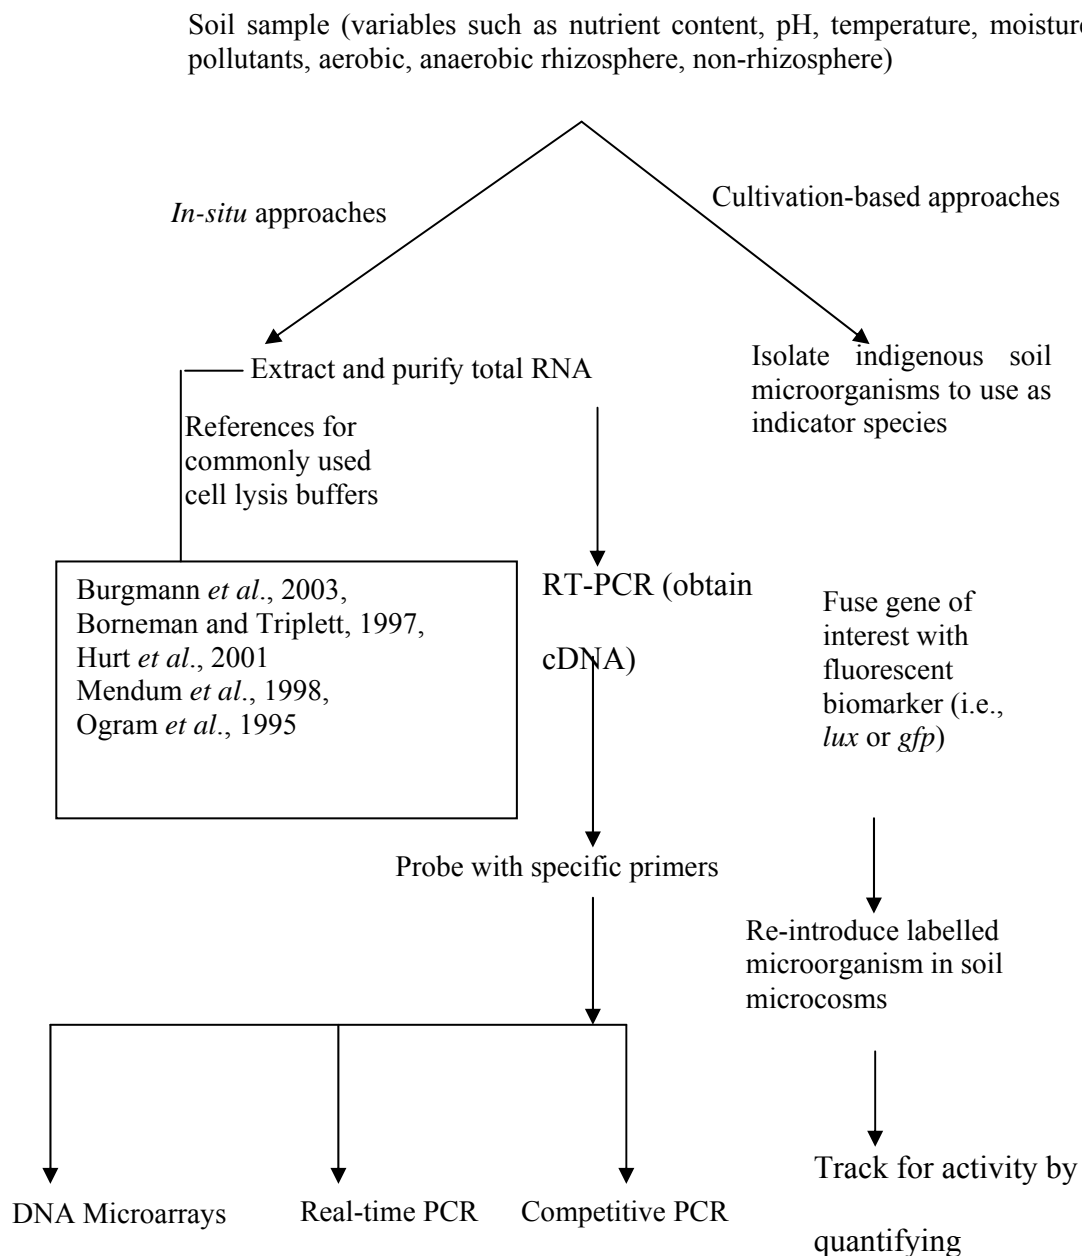 Soil sample (variables such as nutrient content, pH, temperature, moisture
pollutants, aerobic, anaerobic rhizosphere, non-rhizosphere)
In-situ approaches
Cultivation-based approaches
Extract and purify total RNA
Isolate indigenous soil
microorganisms to use as
indicator species
References for
commonly used
cell lysis buffers
Burgmann et al., 2003,
Borneman and Triplett, 1997,
Hurt et al., 2001
Mendum et al., 1998,
Ogram et al., 1995
RT-PCR (obtain
cDNA)
Fuse gene of
interest with
fluorescent
biomarker (i.e.,
lux or gfp)
Probe with specific primers
Re-introduce labelled
microorganism in soil
microcosms
DNA Microarrays
Real-time PCR
Competitive PCR
Track for activity by
quantifying